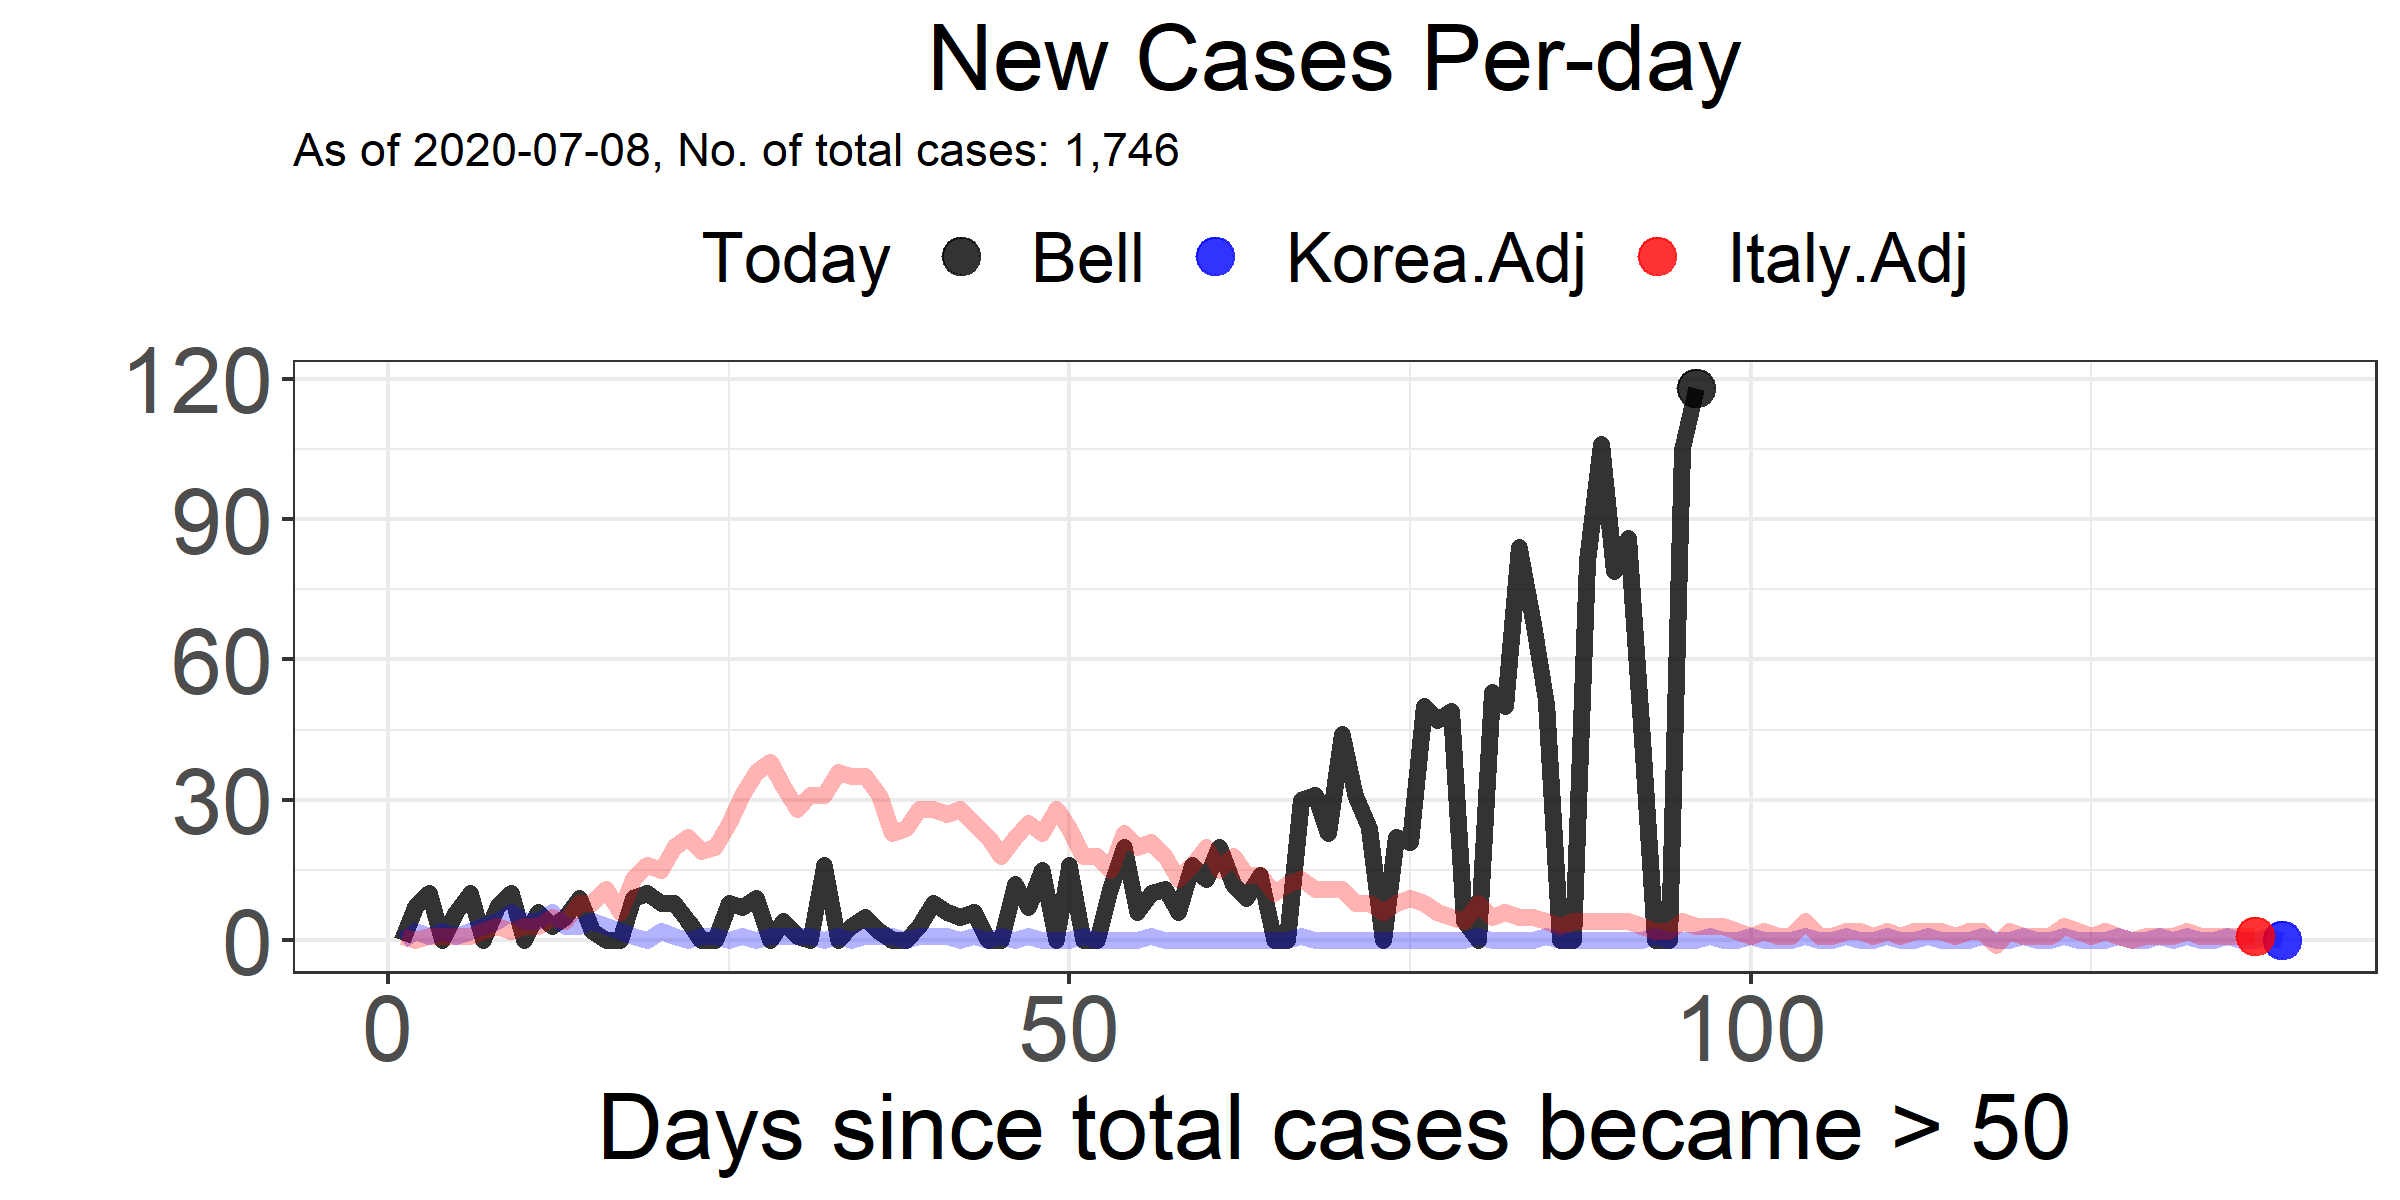 New Cases Per-day
As of 2020-07-08, No. of total cases: 1,746
Today Bell Korea.Adj Italy.Adj
120
90
60
30
0
0 50 100
Days since total cases became > 50